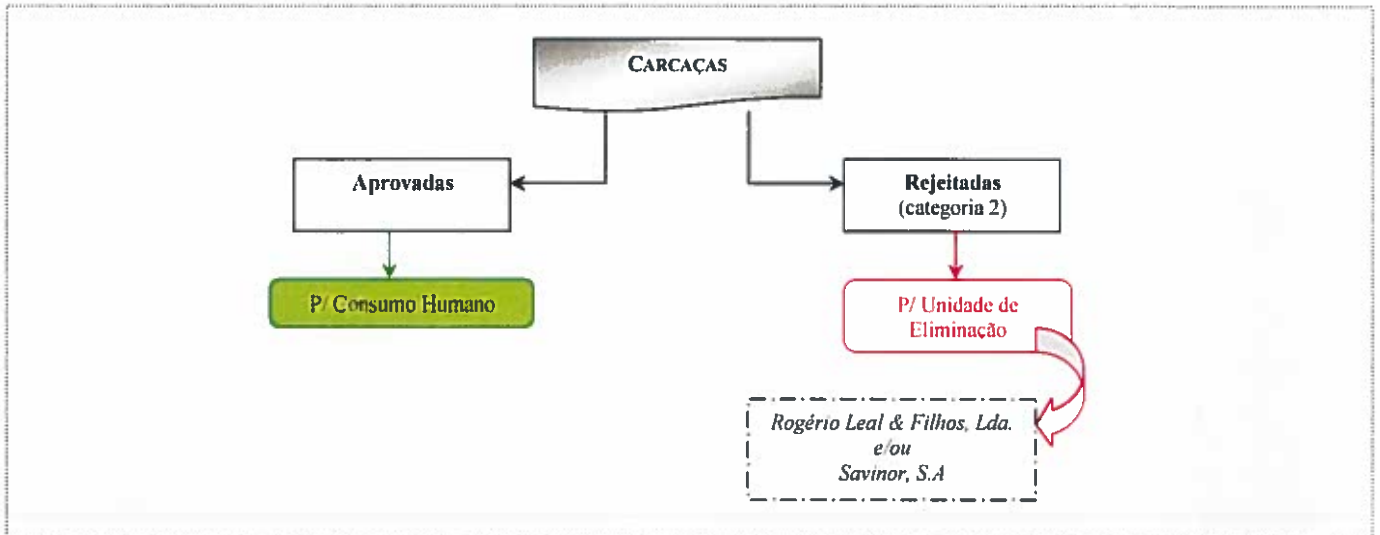 CARCAÇAS
Aprovadas
Rejeitadas
(categoria 2)
P/ Consumo Humano
P/ Unidade de
Eliminação
Rogério Leal & Filhos, Lda.
e/ou
Savinor, S.A